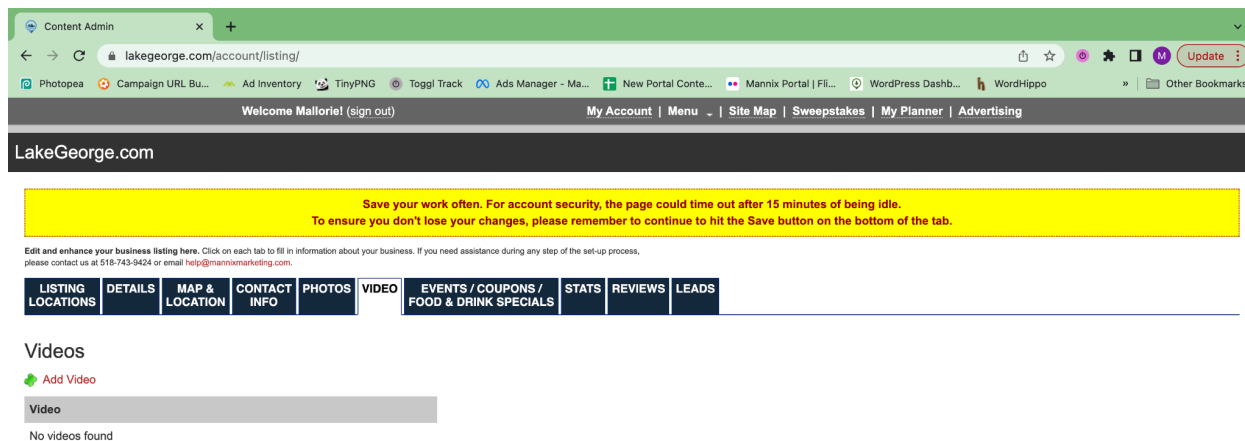 Content Admin
lakegeorge.com/account/listing/
M Update
Photopea Campaign URL Bu... Ad Inventory TinyPNG Toggl Track Ads Manager - Ma... New Portal Conte... Mannix Portal | Fli... WordPress Dashb... h WordHippo » Other Bookmarks
Welcome Mallorie! (sign out) My Account | Menu | Site Map | Sweepstakes | My Planner | Advertising
LakeGeorge.com
Save your work often. For account security, the page could time out after 15 minutes of being idle.
To ensure you don't lose your changes, please remember to continue to hit the Save button on the bottom of the tab.
Edit and enhance your business listing here. Click on each tab to fill in information about your business. If you need assistance during any step of the set-up process,
please contact us at 518-743-9424 or email help@mannixmarketing.com.
LISTING LOCATIONS
DETAILS
MAP & LOCATION
CONTACT INFO
PHOTOS
VIDEO
EVENTS / COUPONS / FOOD & DRINK SPECIALS
STATS
REVIEWS
LEADS
Videos
Add Video
Video
No videos found